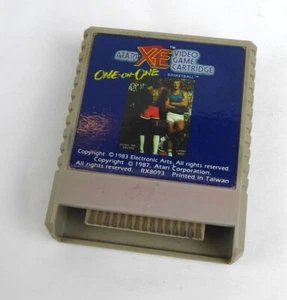 ATARI XE VIDEO GAME CARTRIDGE
™
ONE-on-ONE
BASKETBALL
Copyright © 1983 Electronic Arts. All rights reserved.
Copyright © 1987, Atari Corporation.
All rights reserved. RX8093 Printed in Taiwan